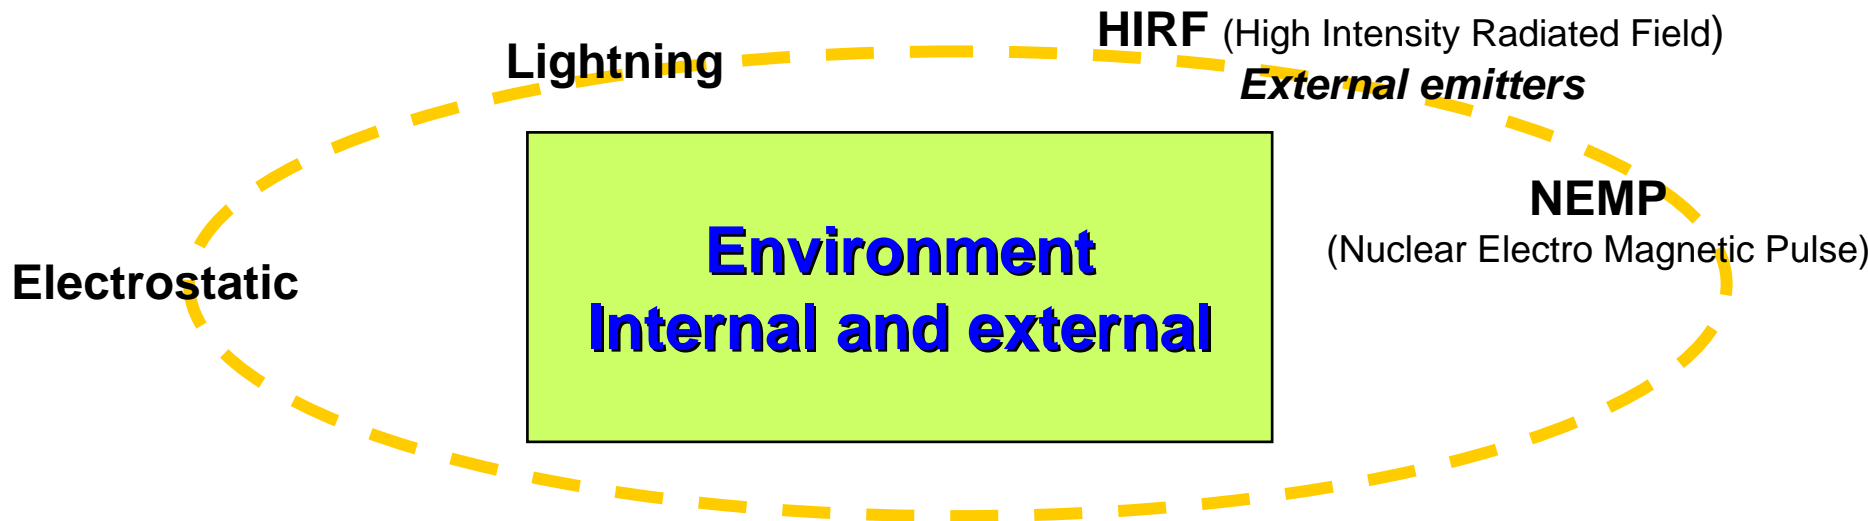 HIRF (High Intensity Radiated Field)
External emitters
Lightning
NEMP
(Nuclear Electro Magnetic Pulse)
Electrostatic
Environment
Internal and external